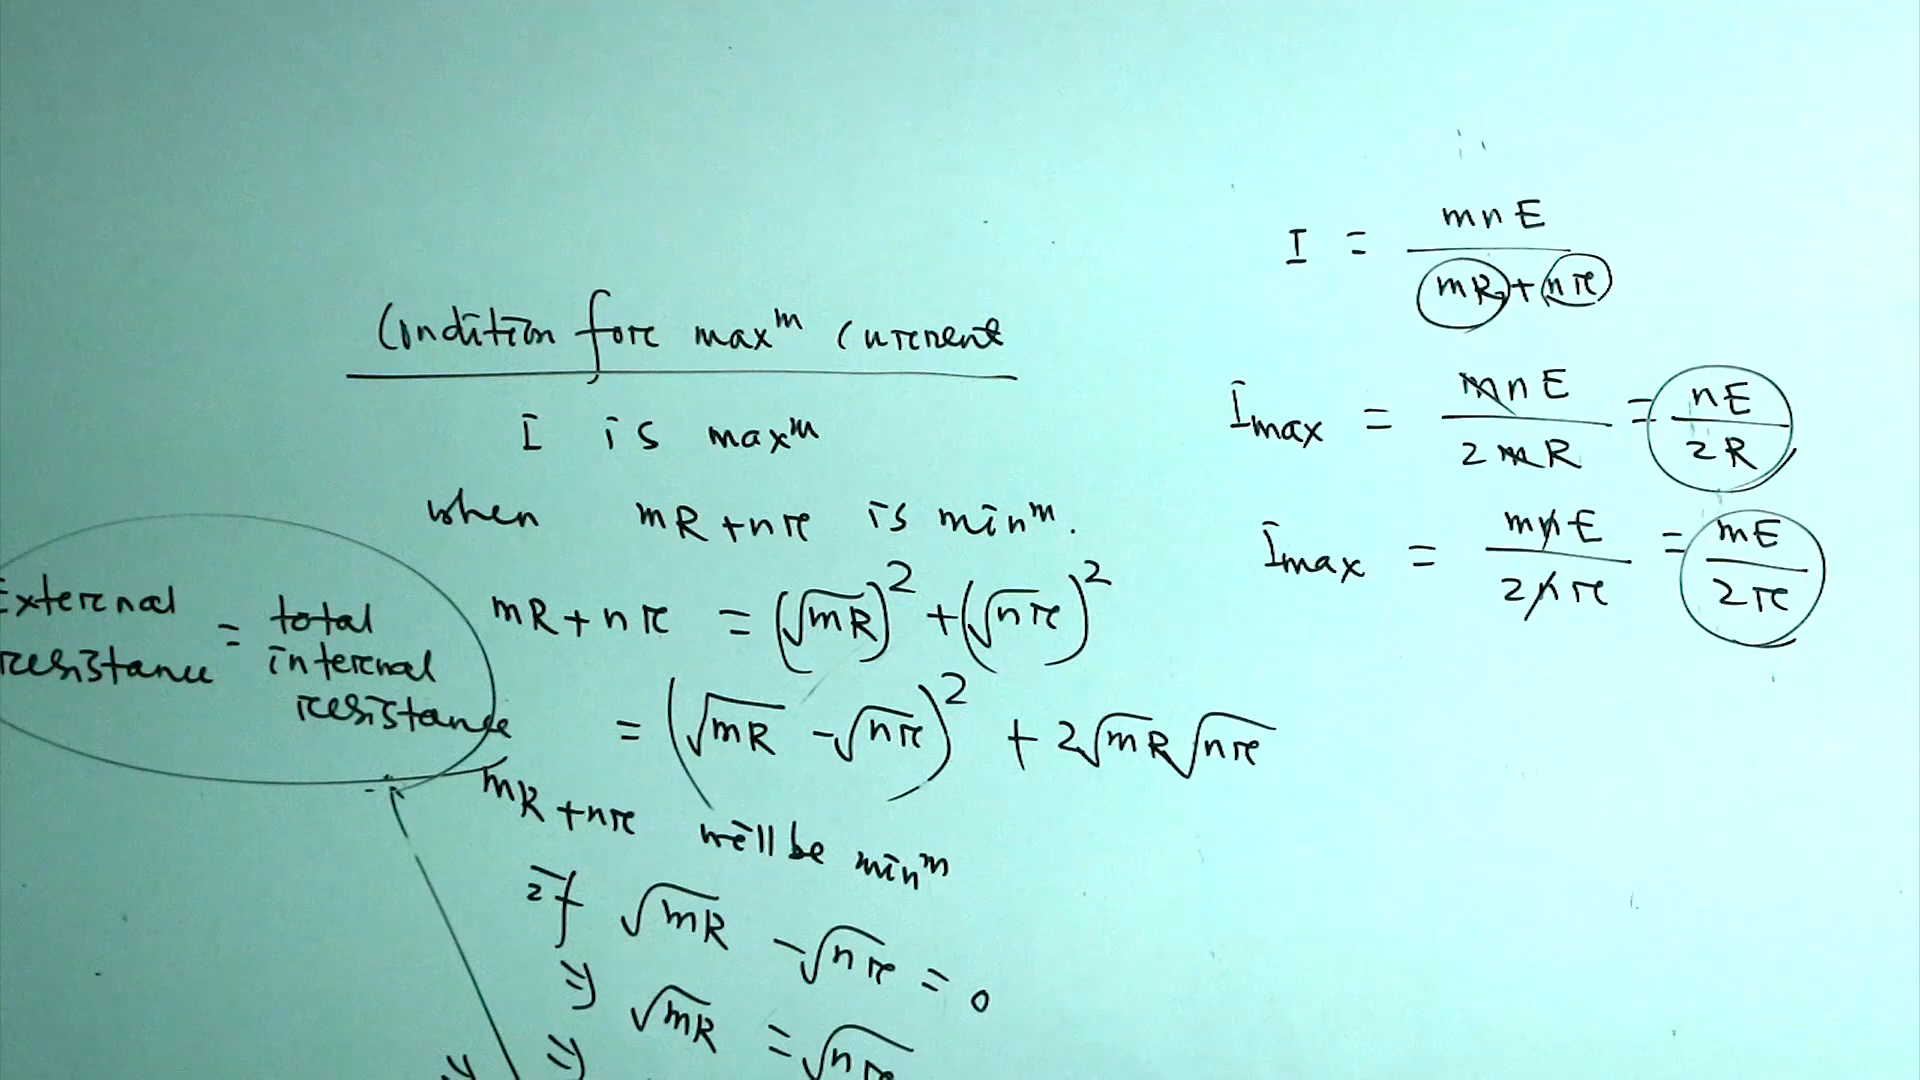 Condition for max^m current
I is max^m
when mR + nr is min^m.
mR + nr = (√mR)² + (√nr)²
= (√mR - √nr)² + 2√mR √nr
mR + nr will be min^m
if √mR - √nr = 0
⇒ √mR = √nr
⇒
External resistance = total internal resistance
I = mnE / (mR + nr)
Imax = mnE / 2mR = nE / 2R
Imax = mnE / 2nr = mE / 2r